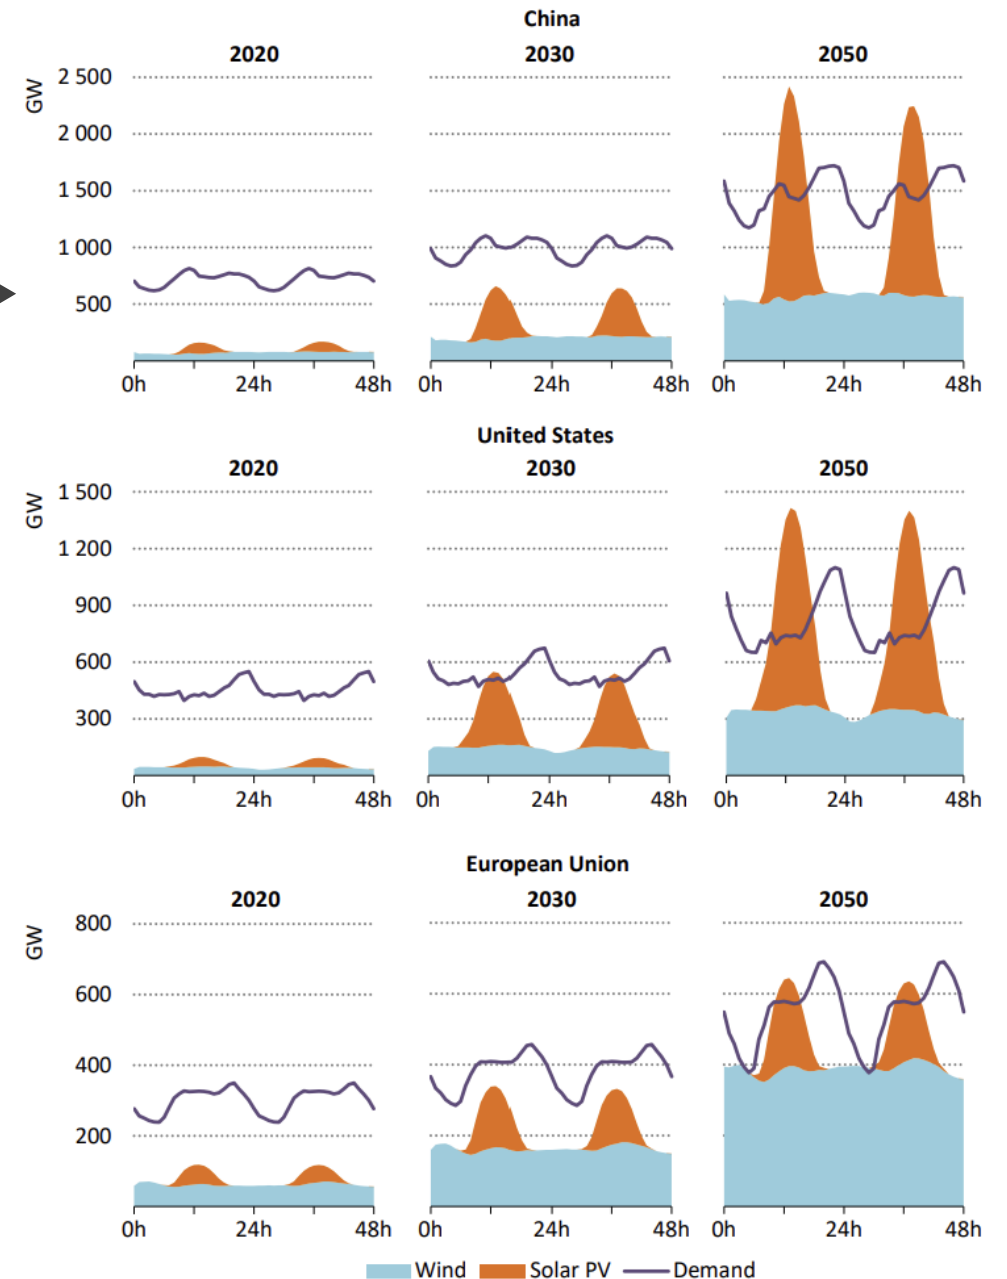 China
2020 2030 2050
GW
2 500
2 000
1 500
1 000
500
0h 24h 48h 0h 24h 48h 0h 24h 48h
United States
2020 2030 2050
GW
1 500
1 200
900
600
300
0h 24h 48h 0h 24h 48h 0h 24h 48h
European Union
2020 2030 2050
GW
800
600
400
200
0h 24h 48h 0h 24h 48h 0h 24h 48h
Wind Solar PV Demand